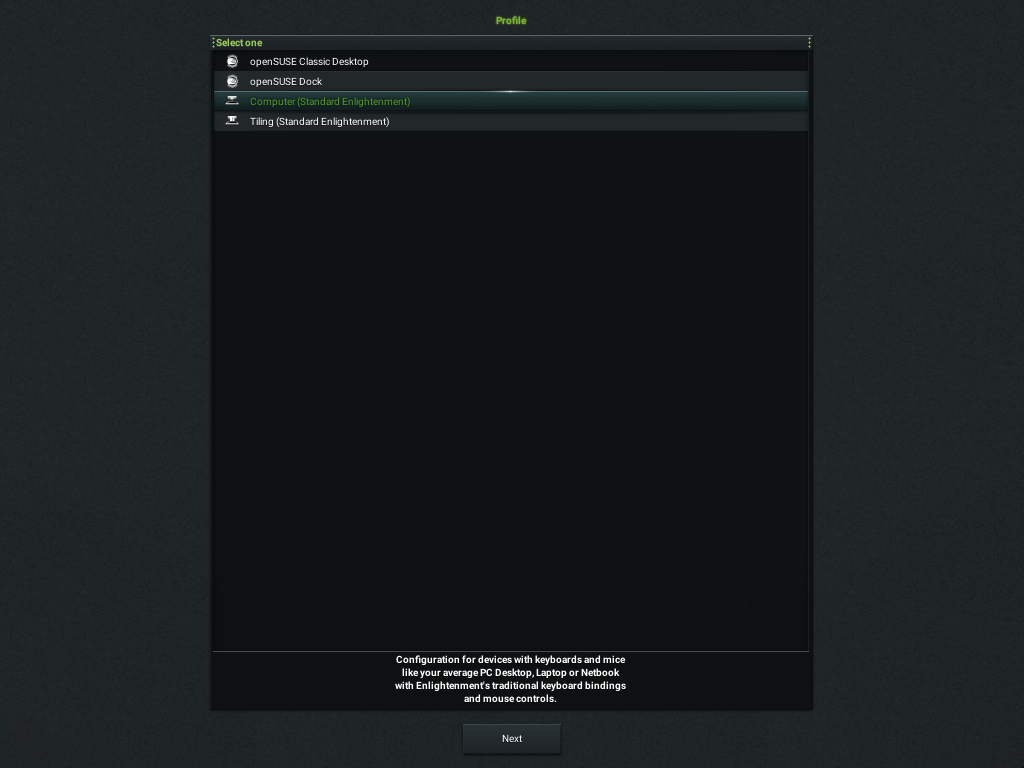 Profile
Select one
openSUSE Classic Desktop
openSUSE Dock
Computer (Standard Enlightenment)
Tiling (Standard Enlightenment)
Configuration for devices with keyboards and mice
like your average PC Desktop, Laptop or Netbook
with Enlightenment's traditional keyboard bindings
and mouse controls.
Next